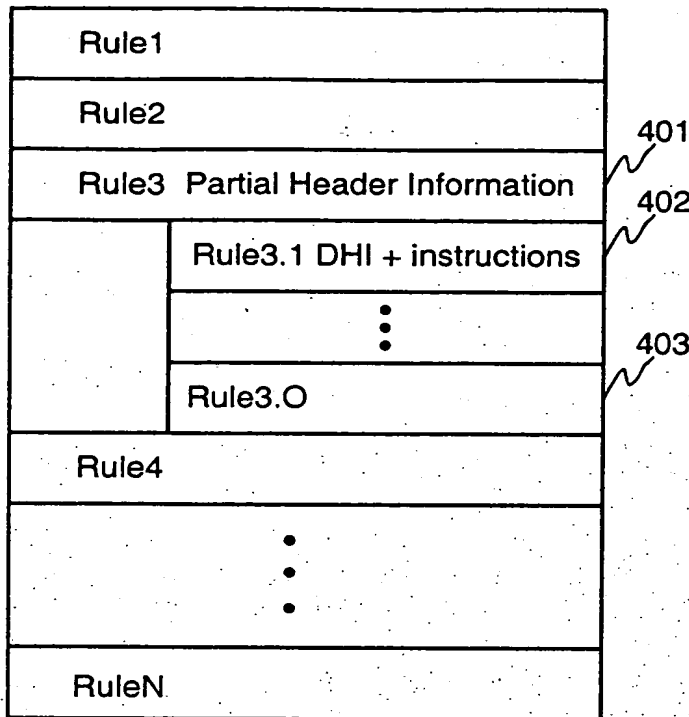 Rule1
Rule2
401
Rule3 Partial Header Information
402
Rule3.1 DHI + instructions
403
Rule3.O
Rule4
RuleN